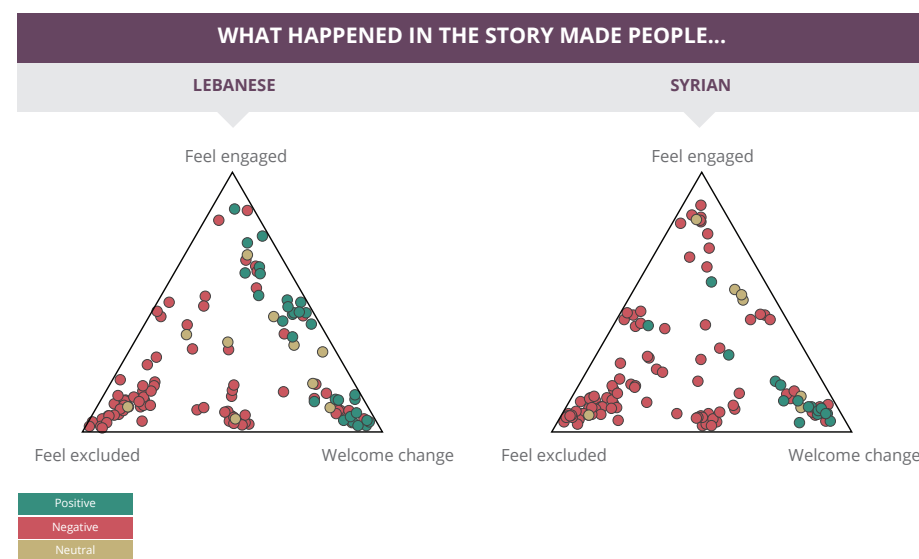 WHAT HAPPENED IN THE STORY MADE PEOPLE...
LEBANESE
SYRIAN
Feel engaged
Feel engaged
Feel excluded
Welcome change
Feel excluded
Welcome change
Positive
Negative
Neutral